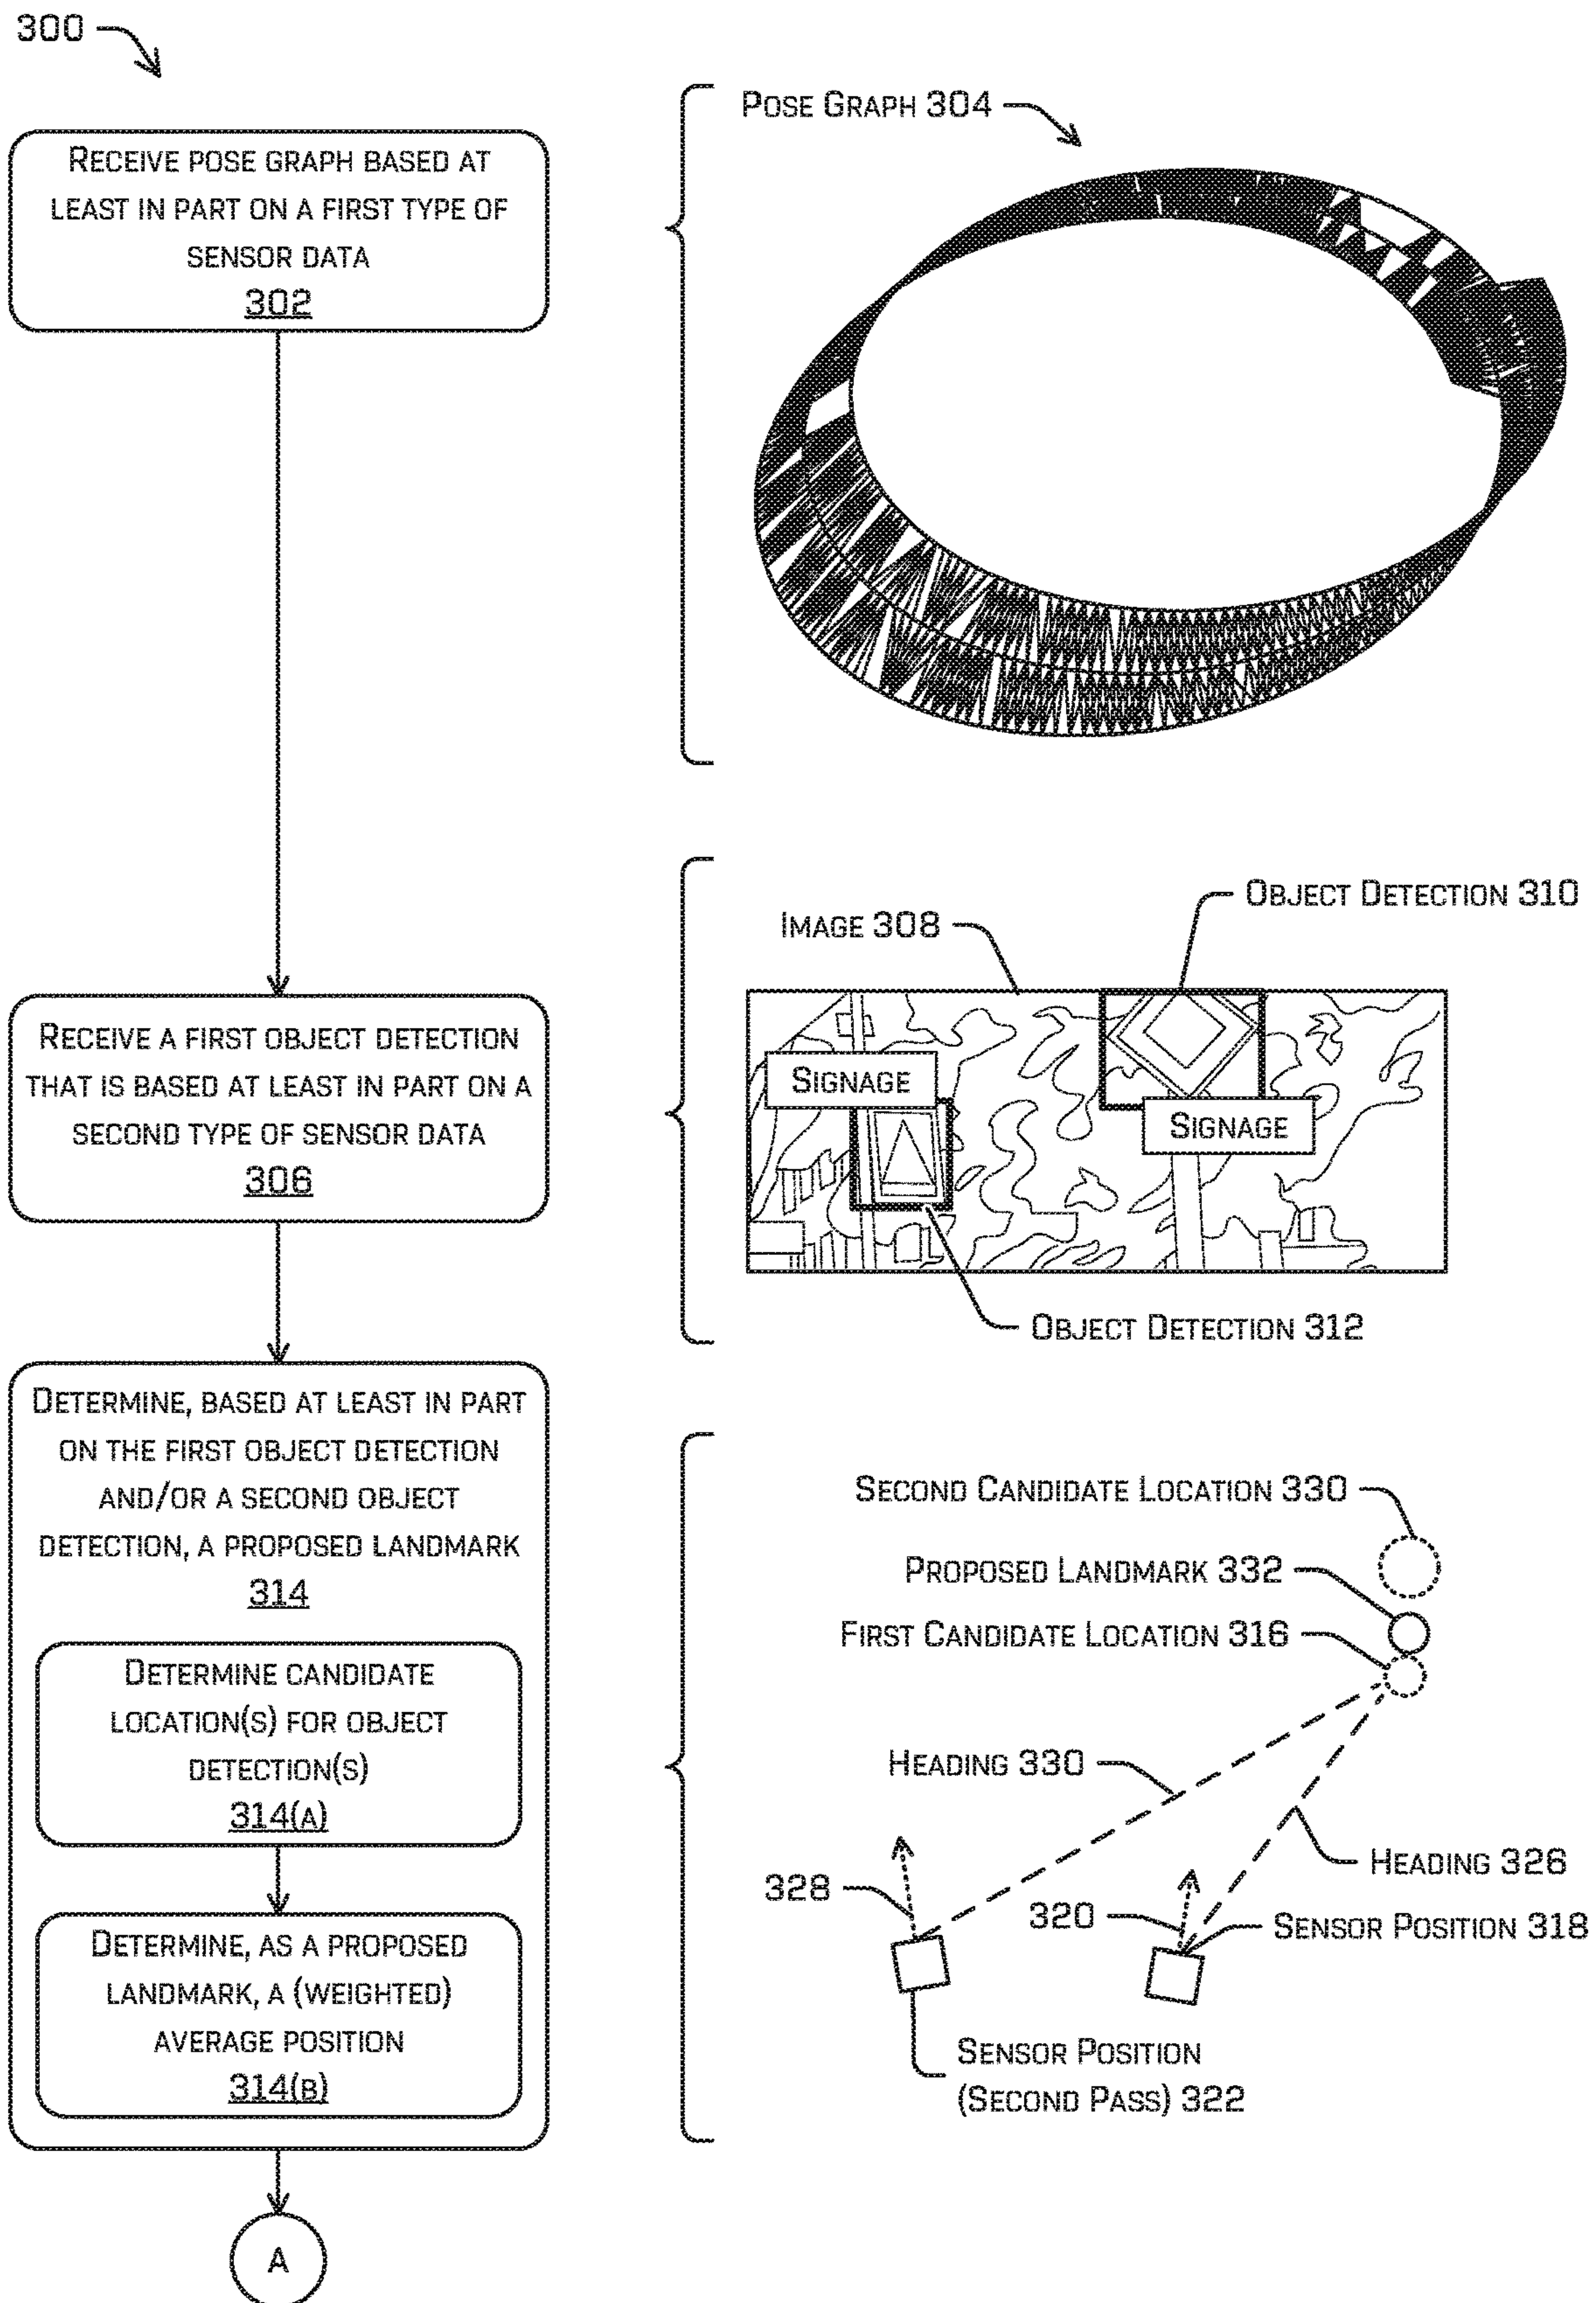 300
RECEIVE POSE GRAPH BASED AT
LEAST IN PART ON A FIRST TYPE OF
SENSOR DATA
302
POSE GRAPH 304
RECEIVE A FIRST OBJECT DETECTION
THAT IS BASED AT LEAST IN PART ON A
SECOND TYPE OF SENSOR DATA
306
OBJECT DETECTION 310
IMAGE 308
SIGNAGE
SIGNAGE
OBJECT DETECTION 312
DETERMINE, BASED AT LEAST IN PART
ON THE FIRST OBJECT DETECTION
AND/OR A SECOND OBJECT
DETECTION, A PROPOSED LANDMARK
314
DETERMINE CANDIDATE
LOCATION(S) FOR OBJECT
DETECTION(S)
314(A)
DETERMINE, AS A PROPOSED
LANDMARK, A (WEIGHTED)
AVERAGE POSITION
314(B)
SECOND CANDIDATE LOCATION 330
PROPOSED LANDMARK 332
FIRST CANDIDATE LOCATION 316
HEADING 330
HEADING 326
328
320
SENSOR POSITION 318
SENSOR POSITION
(SECOND PASS) 322
A